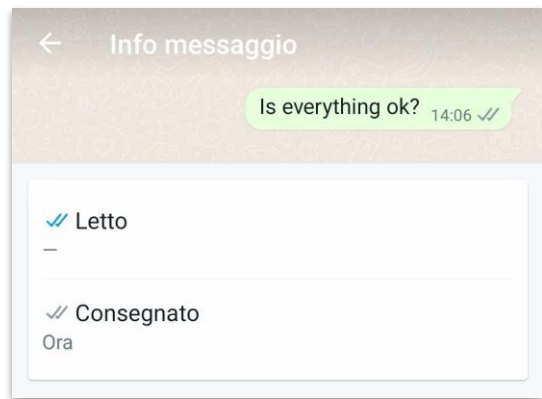 Info messaggio
Is everything ok? 14:06
Letto
—
Consegnato
Ora